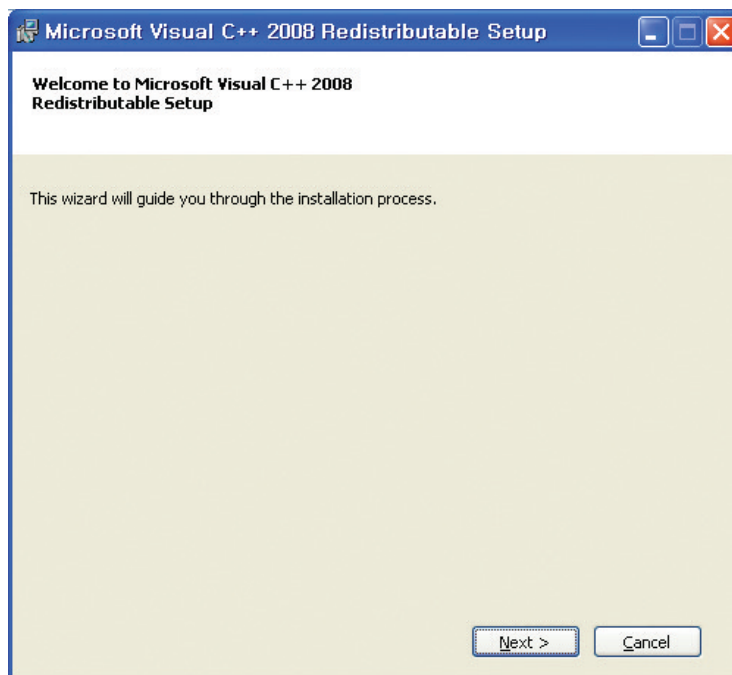 Microsoft Visual C++ 2008 Redistributable Setup
Welcome to Microsoft Visual C++ 2008
Redistributable Setup
This wizard will guide you through the installation process.
Next >
Cancel